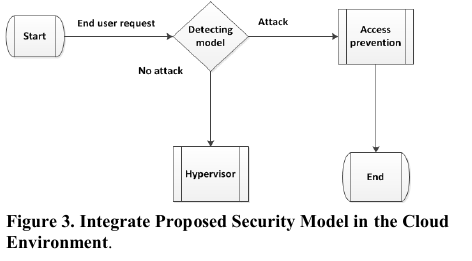 End user request
Attack
Start
Detecting
model
Access
prevention
No attack
Hypervisor
End
Figure 3. Integrate Proposed Security Model in the Cloud
Environment.